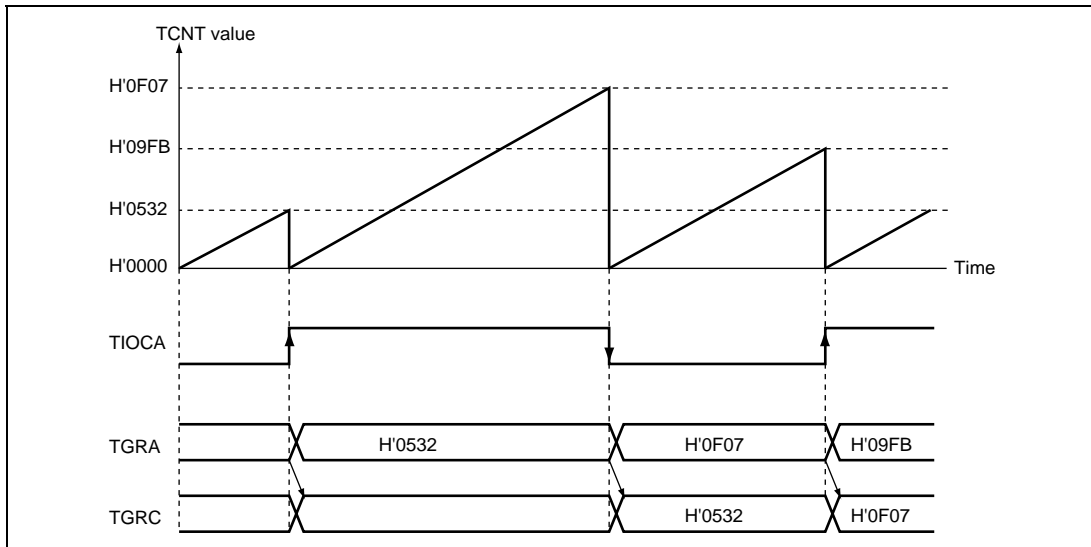 TCNT value
H'0F07
H'09FB
H'0532
H'0000
Time
TIOCA
TGRA
H'0532
H'0F07
H'09FB
TGRC
H'0532
H'0F07